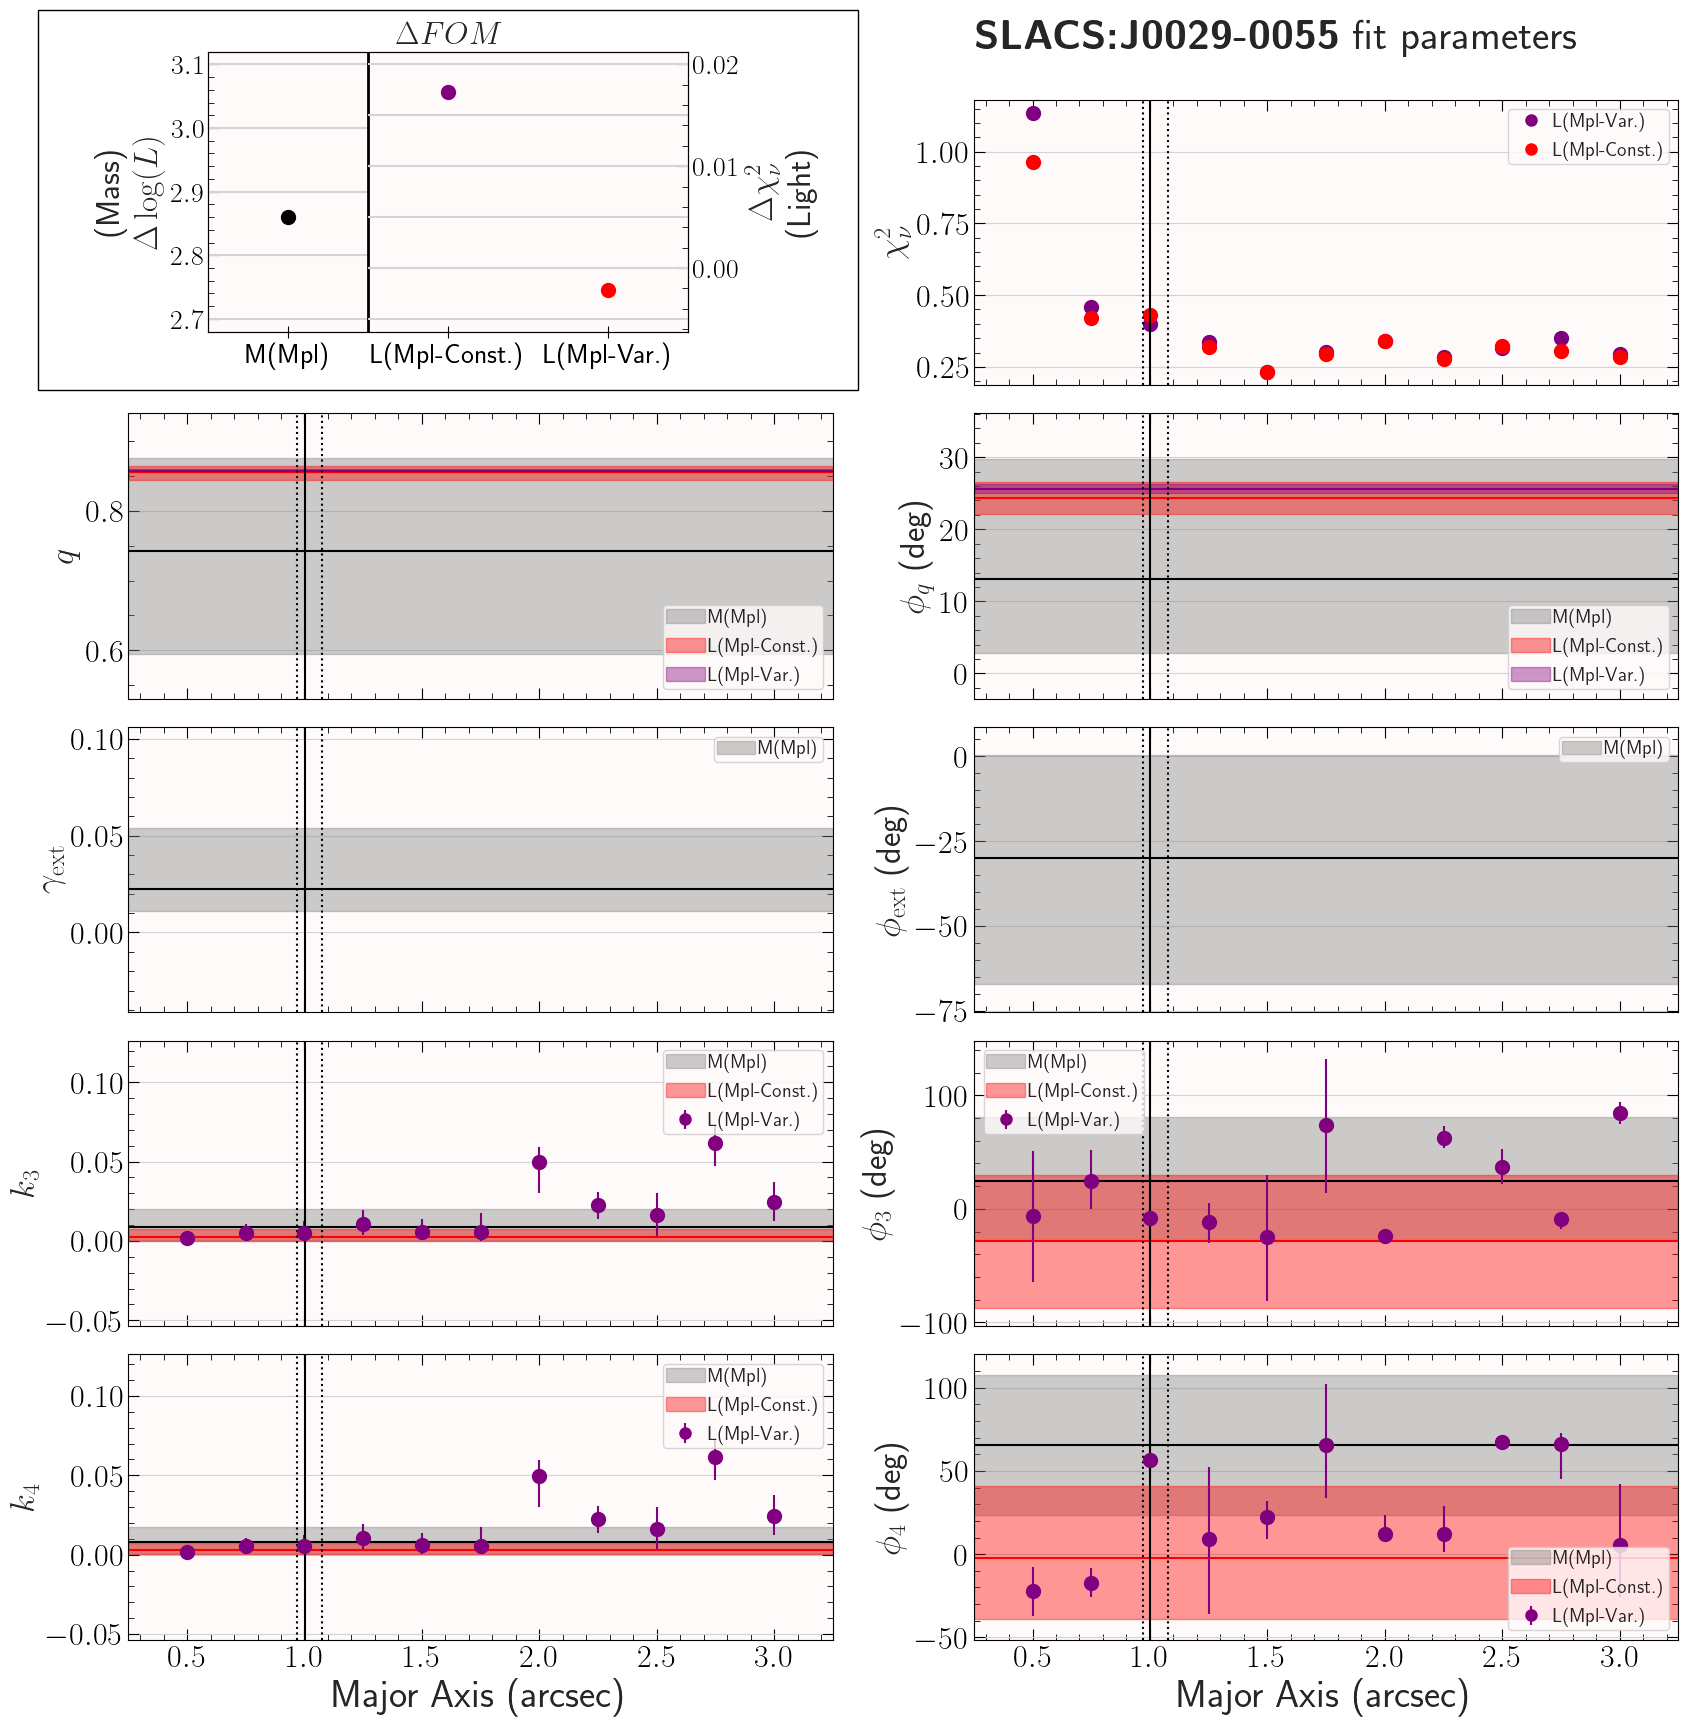 SLACS:J0029-0055 fit parameters
ΔFOM
3.1
3.0
2.9
2.8
2.7
(Mass)
Δ log(L)
0.02
0.01
0.00
Δχ²ᵥ
(Light)
M(Mpl)
L(Mpl-Const.)
L(Mpl-Var.)
1.00
0.75
0.50
0.25
χ²ᵥ
L(Mpl-Var.)
L(Mpl-Const.)
0.8
0.6
q
M(Mpl)
L(Mpl-Const.)
L(Mpl-Var.)
30
20
10
0
ϕq (deg)
M(Mpl)
L(Mpl-Const.)
L(Mpl-Var.)
0.10
0.05
0.00
γext
M(Mpl)
0
−25
−50
−75
ϕext (deg)
M(Mpl)
0.10
0.05
0.00
−0.05
k3
M(Mpl)
L(Mpl-Const.)
L(Mpl-Var.)
100
0
−100
ϕ3 (deg)
M(Mpl)
L(Mpl-Const.)
L(Mpl-Var.)
0.10
0.05
0.00
−0.05
k4
M(Mpl)
L(Mpl-Const.)
L(Mpl-Var.)
0.5 1.0 1.5 2.0 2.5 3.0
Major Axis (arcsec)
100
50
0
−50
ϕ4 (deg)
M(Mpl)
L(Mpl-Const.)
L(Mpl-Var.)
0.5 1.0 1.5 2.0 2.5 3.0
Major Axis (arcsec)